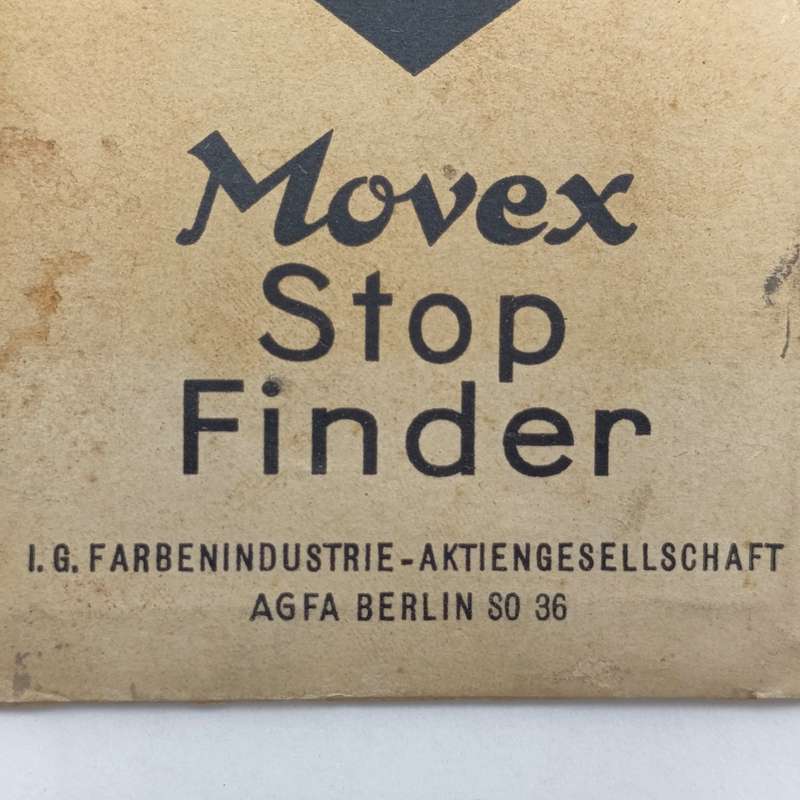 Movex
Stop
Finder
I.G. FARBENINDUSTRIE-AKTIENGESELLSCHAFT
AGFA BERLIN SO 36